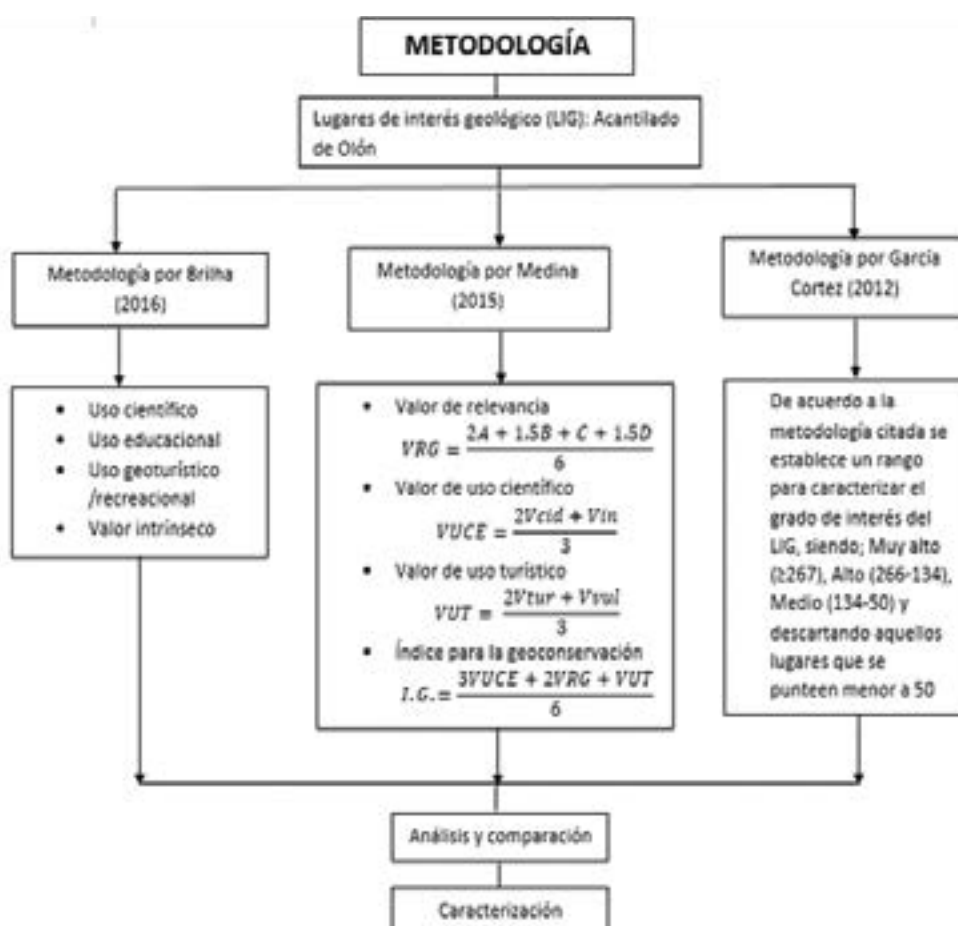 METODOLOGÍA
Lugares de interés geológico (LIG): Acantilado
de Olón
Metodología por Brilha
(2016)
Metodología por Medina
(2015)
Metodología por García
Cortez (2012)
• Uso científico
• Uso educacional
• Uso geoturístico
/recreacional
• Valor intrínseco
• Valor de relevancia
VRG = (2A + 1.5B + C + 1.5D)/6
• Valor de uso científico
VUCE = (2Vcid + Vin)/3
• Valor de uso turístico
VUT = (2Vtur + Vvul)/3
• Índice para la geoconservación
I.G.= (3VUCE + 2VRG + VUT)/6
De acuerdo a la
metodología citada se
establece un rango
para caracterizar el
grado de interés del
LIG, siendo; Muy alto
(≥267), Alto (266-134),
Medio (134-50) y
descartando aquellos
lugares que se
punteen menor a 50
Análisis y comparación
Caracterización